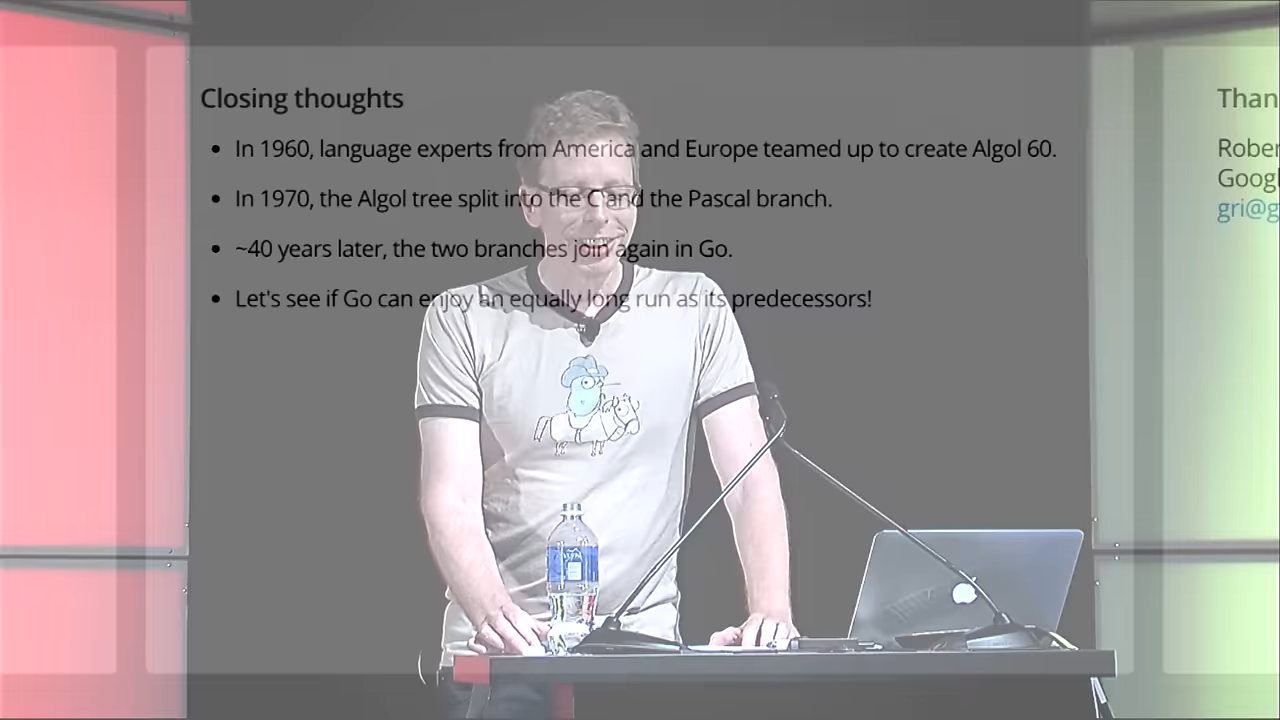 Closing thoughts
• In 1960, language experts from America and Europe teamed up to create Algol 60.
• In 1970, the Algol tree split into the C and the Pascal branch.
• ~40 years later, the two branches join again in Go.
• Let's see if Go can enjoy an equally long run as its predecessors!
Than
Rober
Googl
gri@g